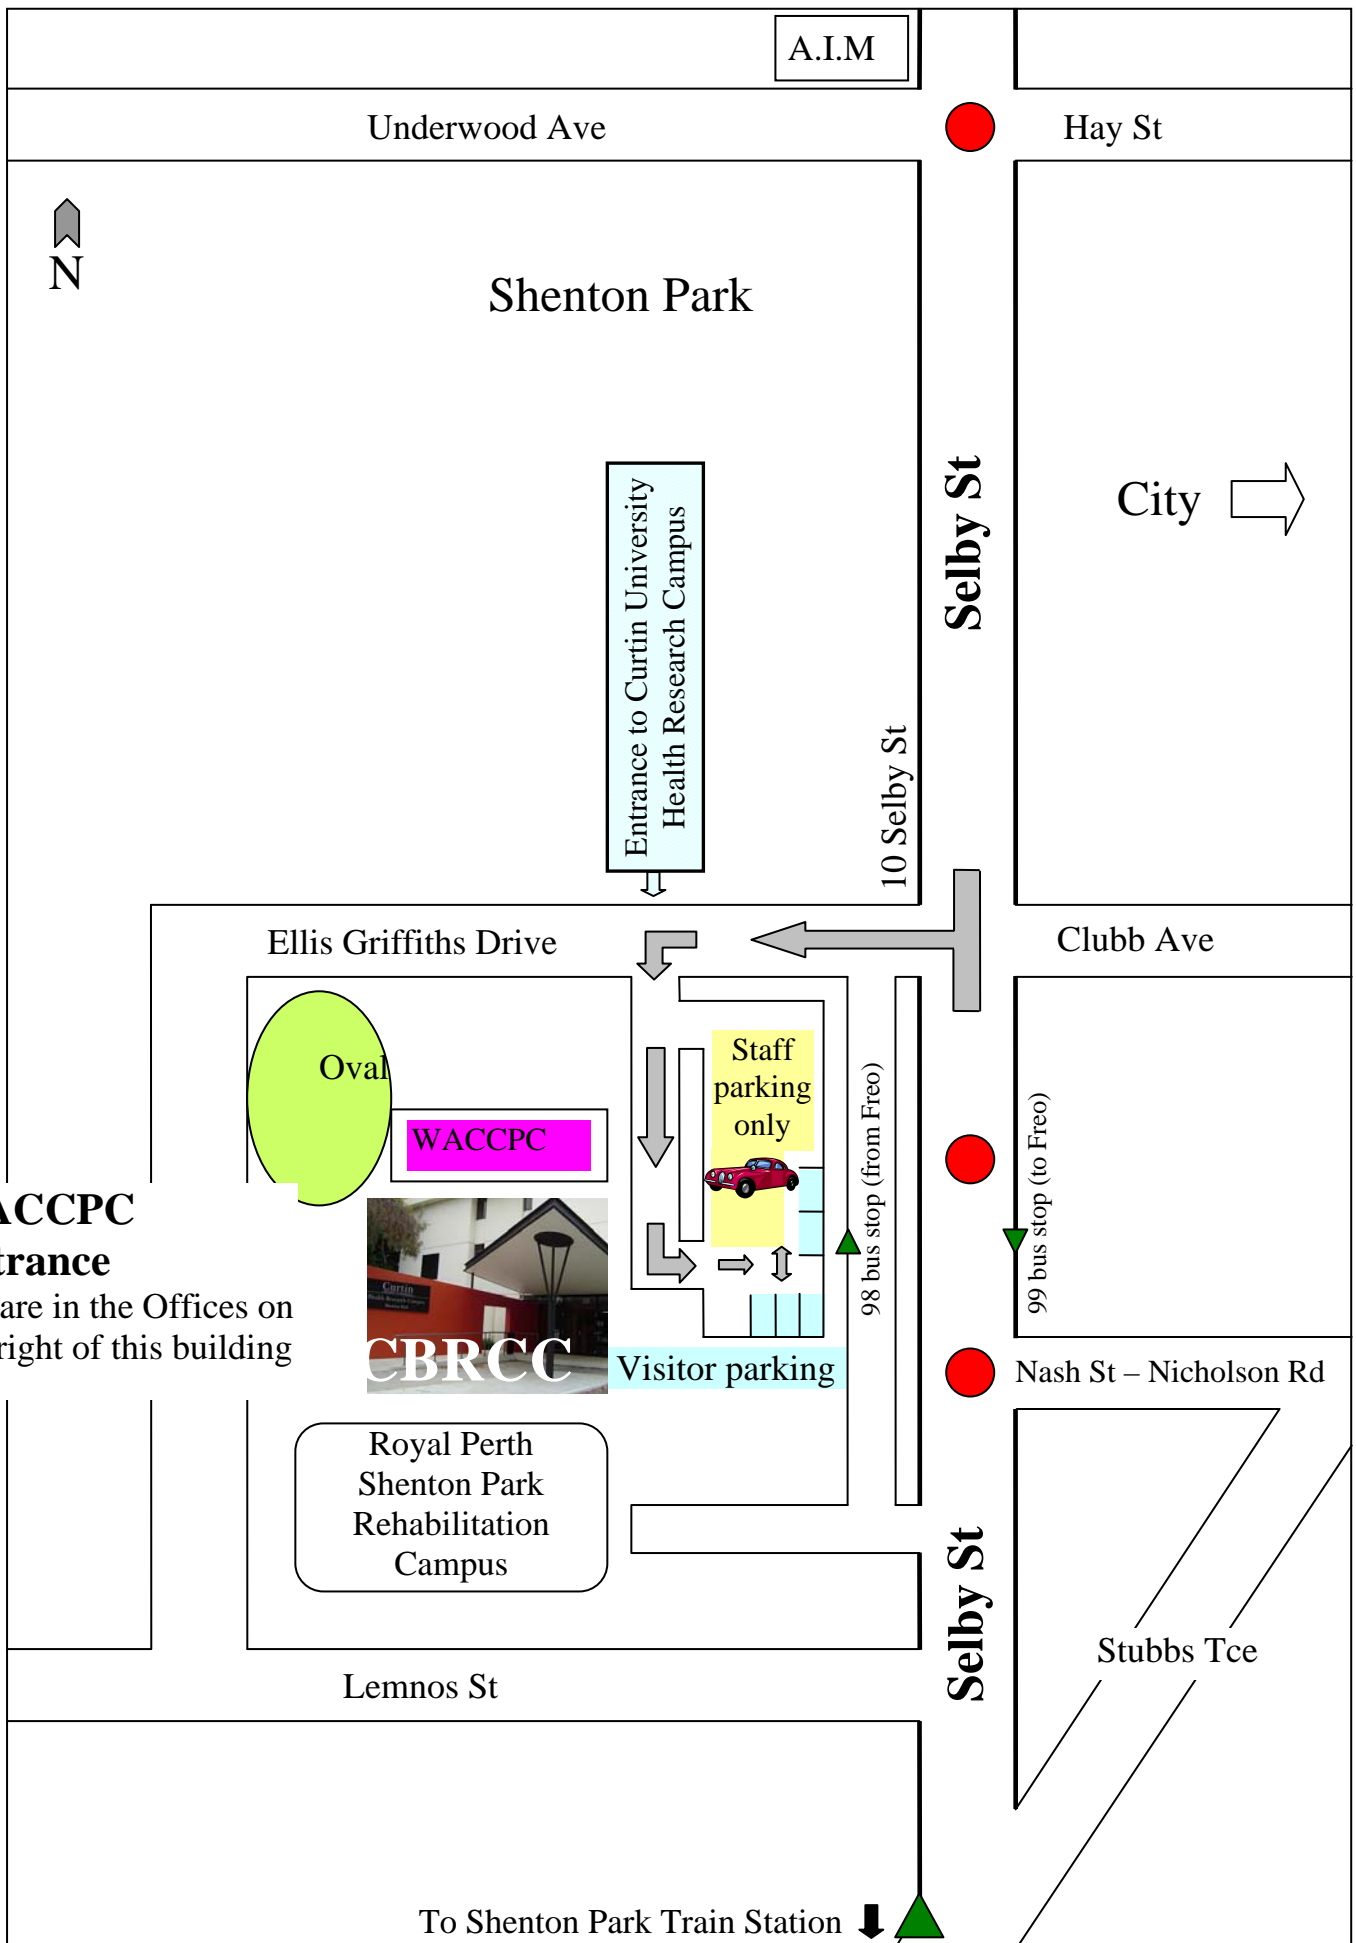 A.I.M
Underwood Ave
Hay St
N
Shenton Park
Selby St
City
Entrance to Curtin University
Health Research Campus
10 Selby St
Ellis Griffiths Drive
Clubb Ave
Oval
Staff
parking
only
WACCPC
98 bus stop (from Freo)
99 bus stop (to Freo)
ACCPC
trance
are in the Offices on
right of this building
Curtin
CBRCC
Visitor parking
Nash St – Nicholson Rd
Royal Perth
Shenton Park
Rehabilitation
Campus
Selby St
Stubbs Tce
Lemnos St
To Shenton Park Train Station